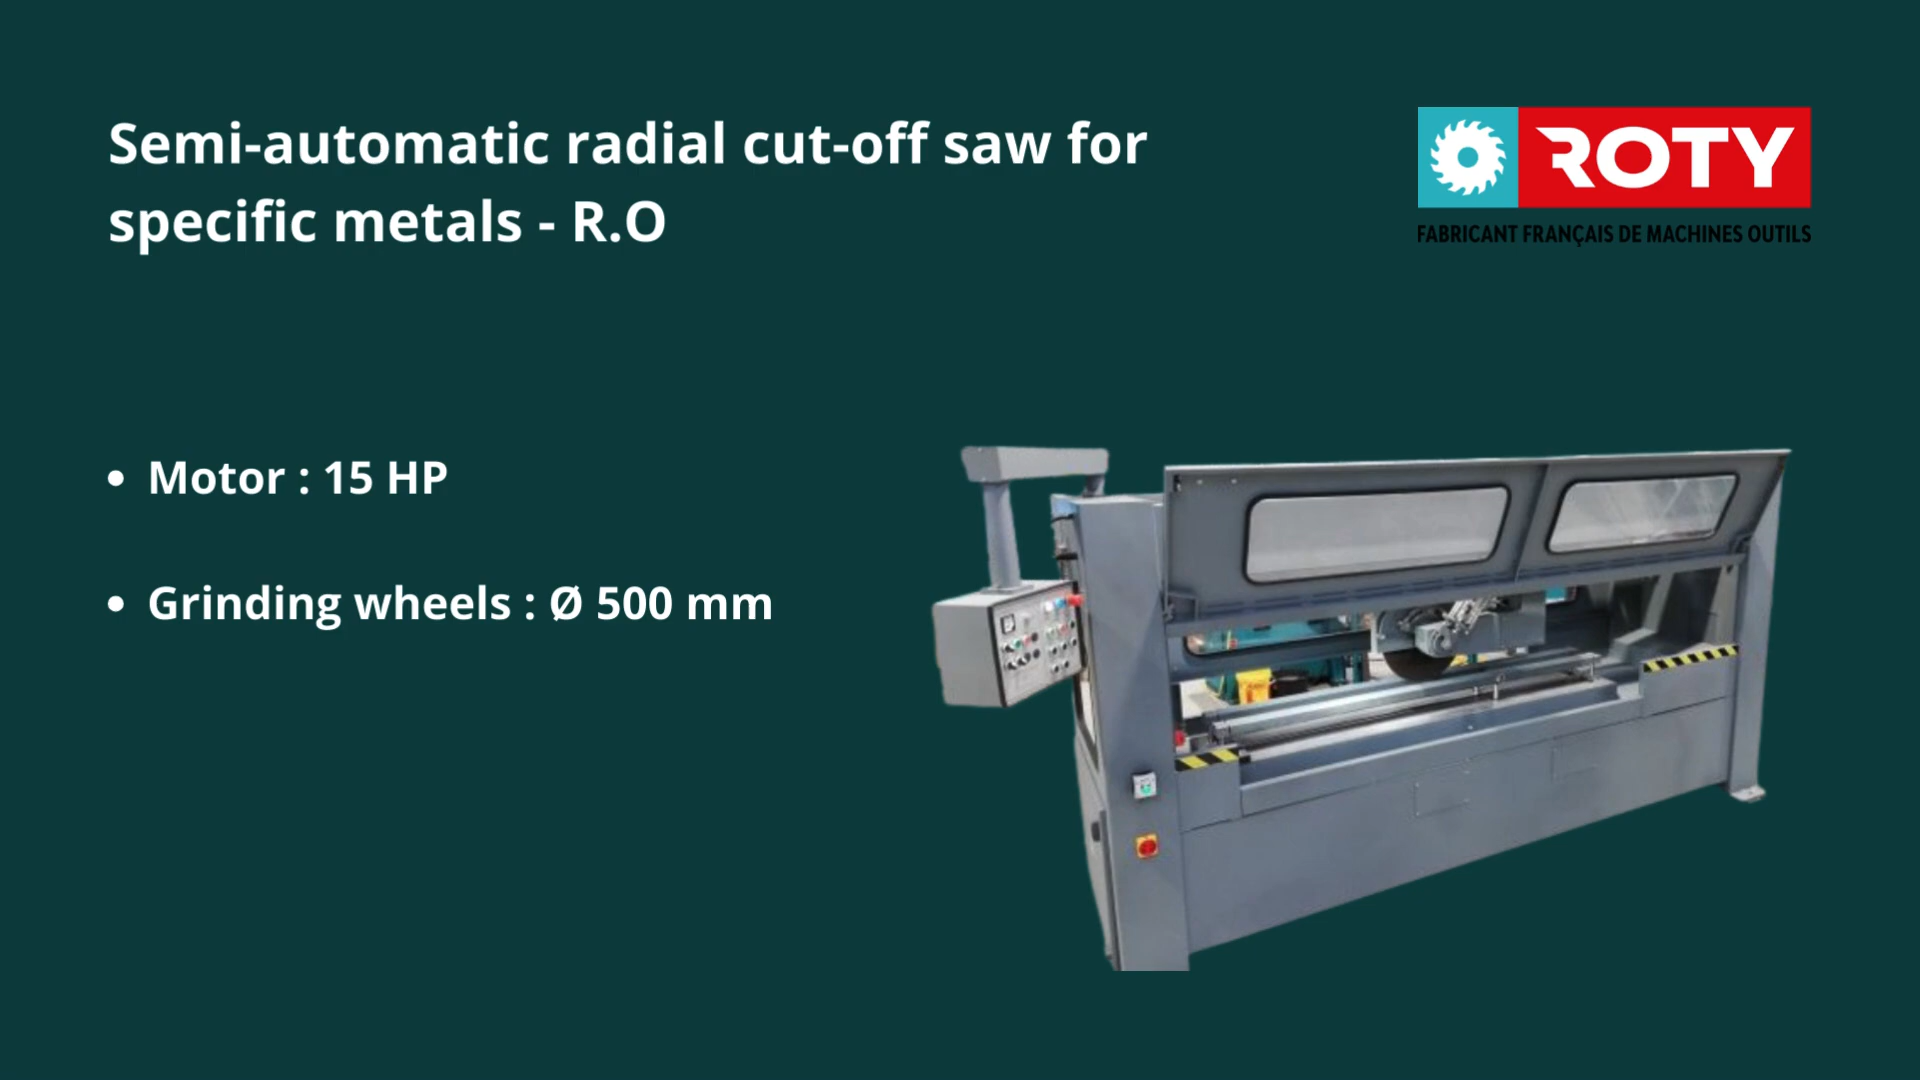 Semi-automatic radial cut-off saw for
specific metals - R.O
ROTY
FABRICANT FRANÇAIS DE MACHINES OUTILS
• Motor : 15 HP
• Grinding wheels : Ø 500 mm